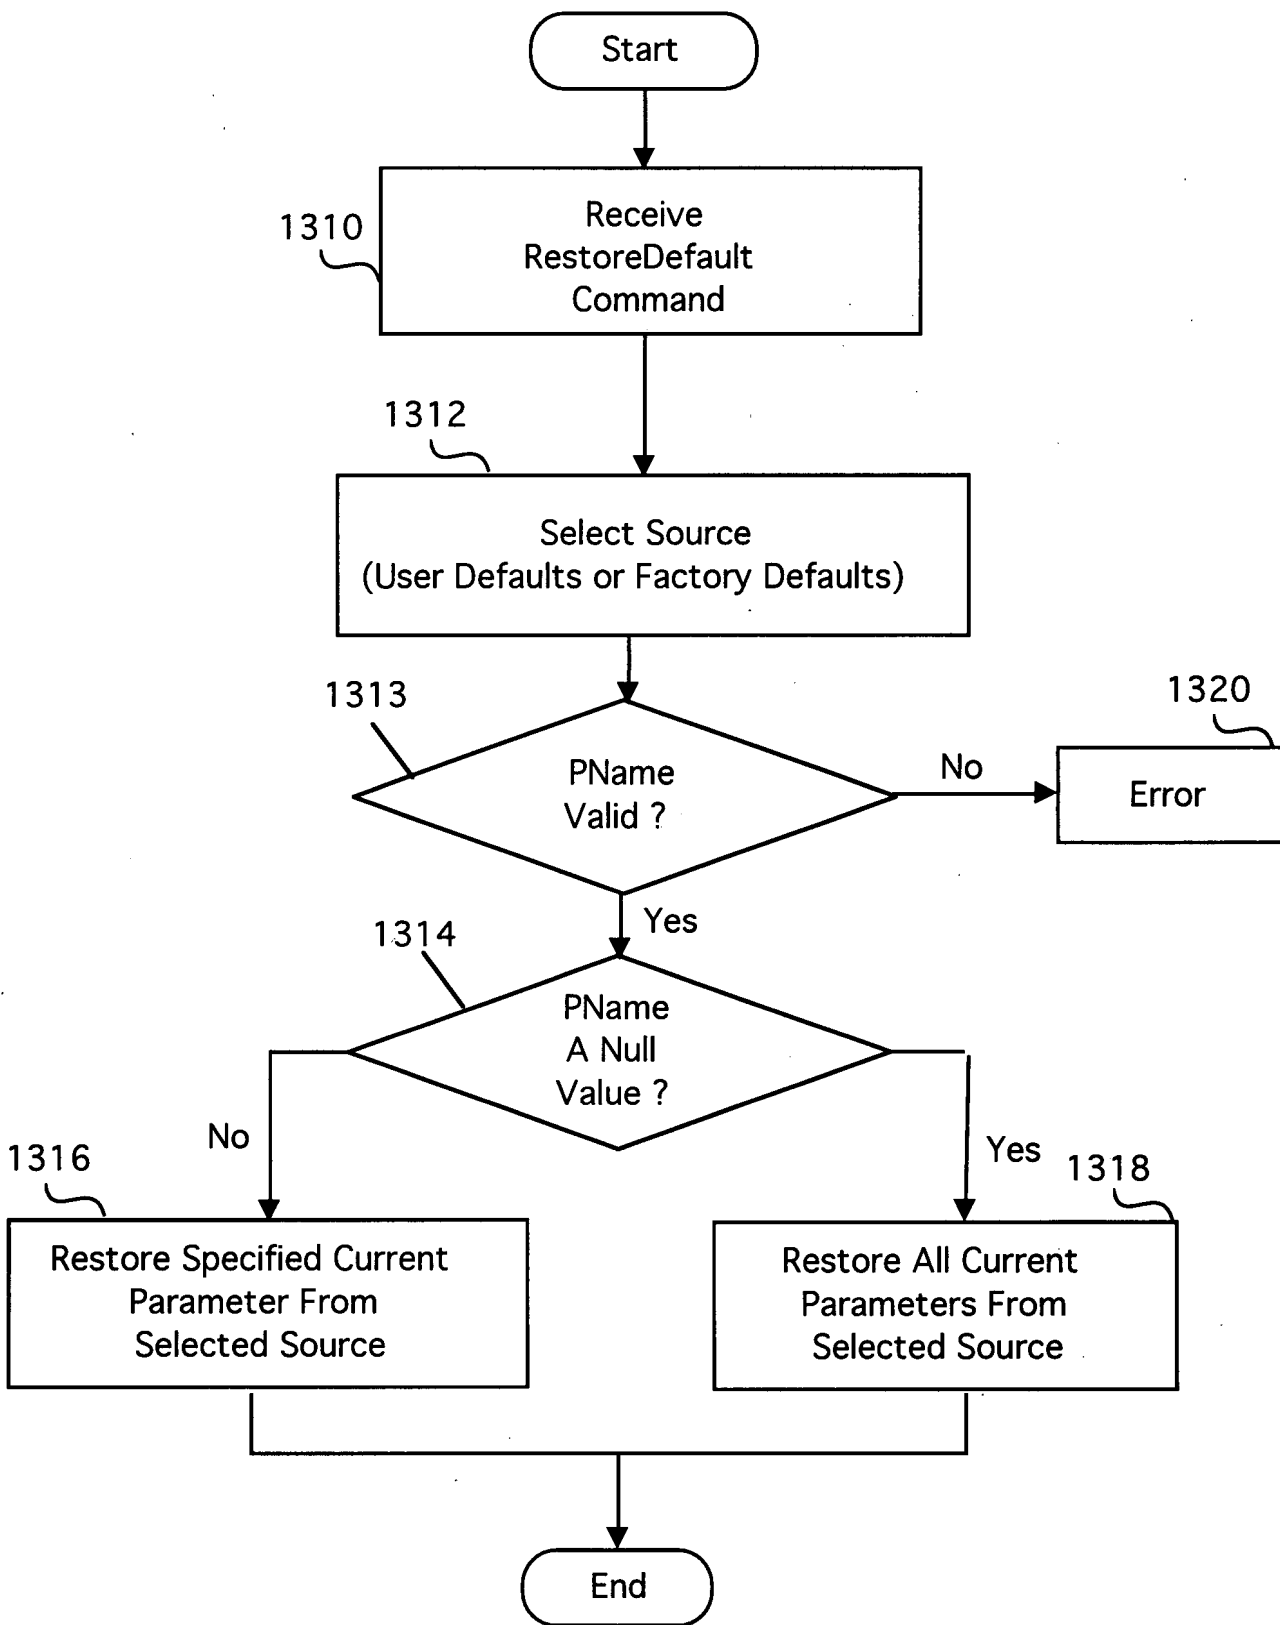 Start
1310
Receive
RestoreDefault
Command
1312
Select Source
(User Defaults or Factory Defaults)
1313
PName
Valid ?
No
1320
Error
Yes
1314
PName
A Null
Value ?
No
Yes
1316
Restore Specified Current
Parameter From
Selected Source
1318
Restore All Current
Parameters From
Selected Source
End